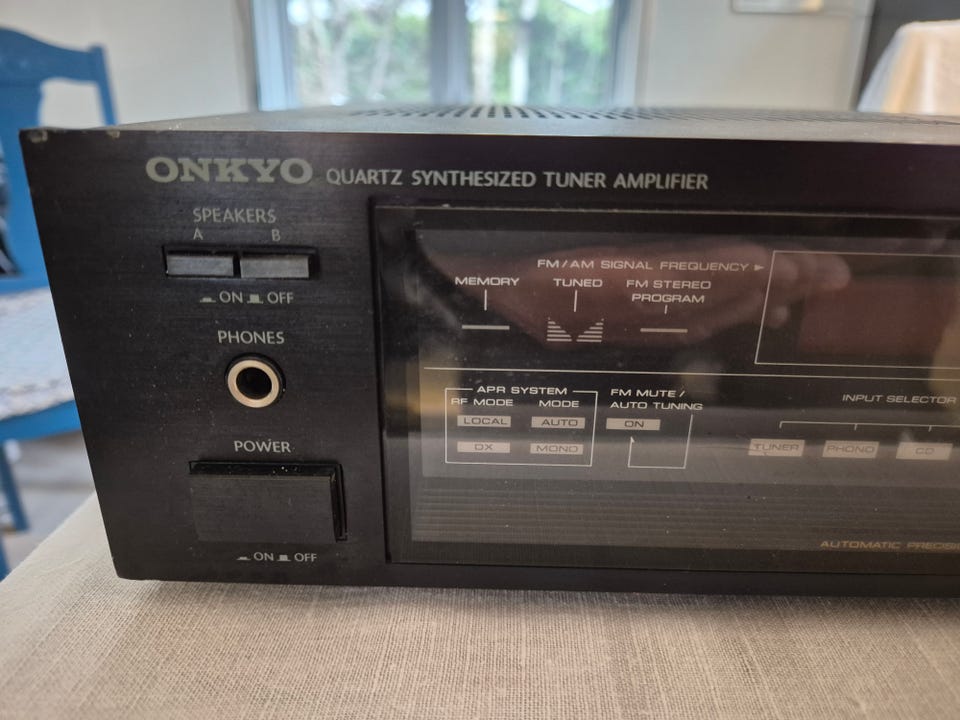 ONKYO QUARTZ SYNTHESIZED TUNER AMPLIFIER
SPEAKERS
A B
ON OFF
PHONES
POWER
ON OFF
FM/AM SIGNAL FREQUENCY
MEMORY TUNED FM STEREO
PROGRAM
APR SYSTEM
RF MODE MODE
LOCAL AUTO
DX MONO
FM MUTE /
AUTO TUNING
ON
INPUT SELECTOR
TUNER PHONO CD
AUTOMATIC